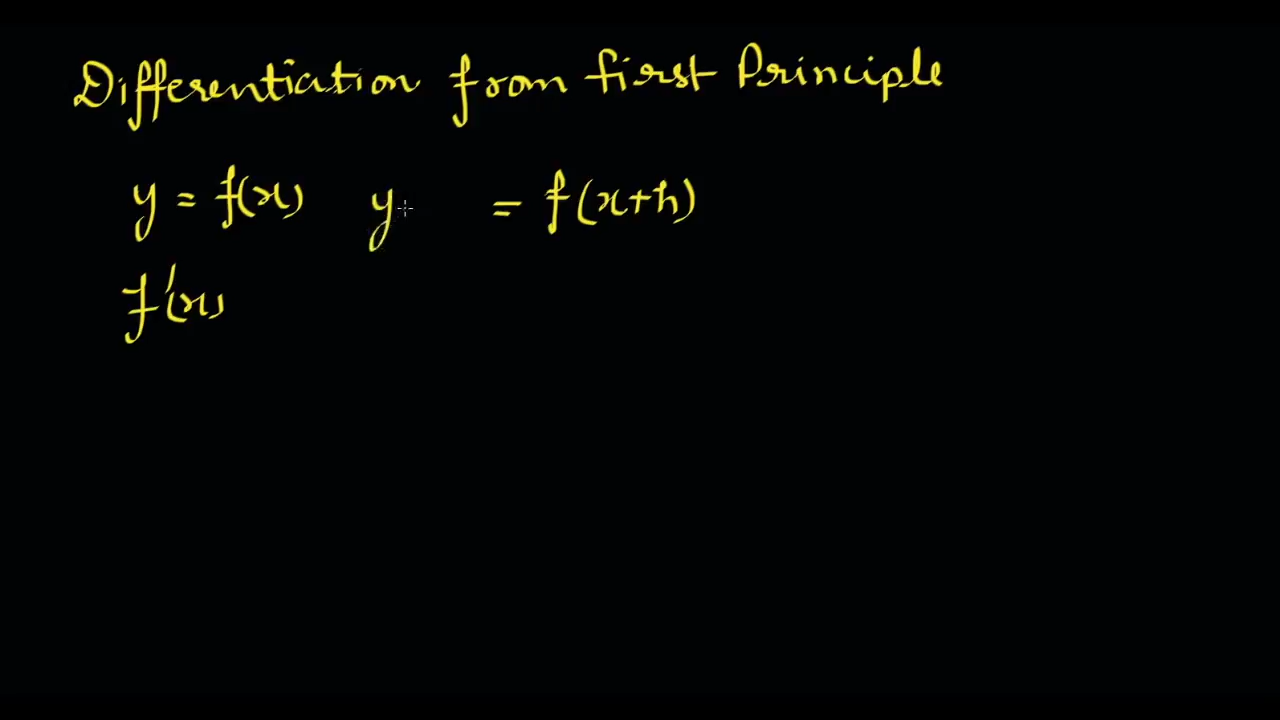 Differentiation from first Principle
y = f(x) y = f(x+h)
f'(x)